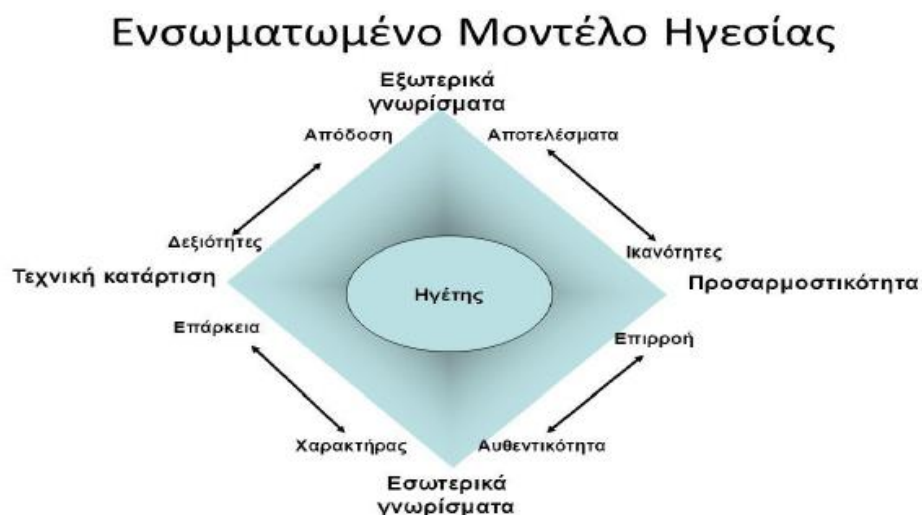 Ενσωματωμένο Μοντέλο Ηγεσίας
Εξωτερικά
γνωρίσματα
Απόδοση
Αποτελέσματα
Δεξιότητες
Ικανότητες
Τεχνική κατάρτιση
Ηγέτης
Προσαρμοστικότητα
Επάρκεια
Επιρροή
Χαρακτήρας
Αυθεντικότητα
Εσωτερικά
γνωρίσματα